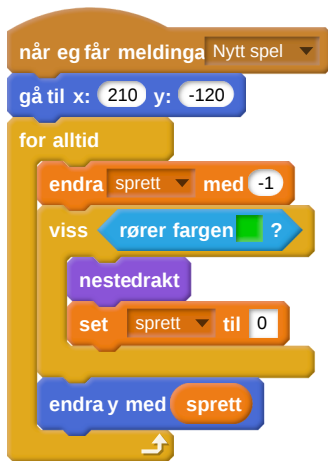 når eg får meldinga Nytt spel
gå til x: 210 y: -120
for alltid
endra sprett med -1
viss rører fargen ?
nestedrakt
set sprett til 0
endra y med sprett